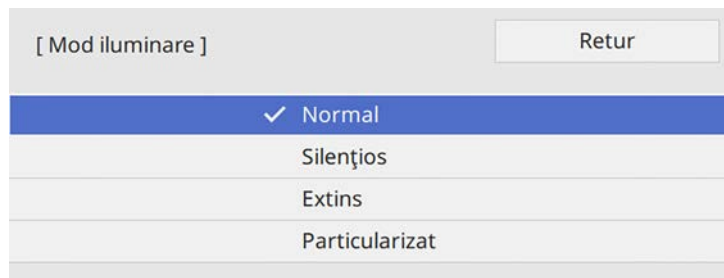 [ Mod iluminare ]
Retur
Normal
Silenţios
Extins
Particularizat